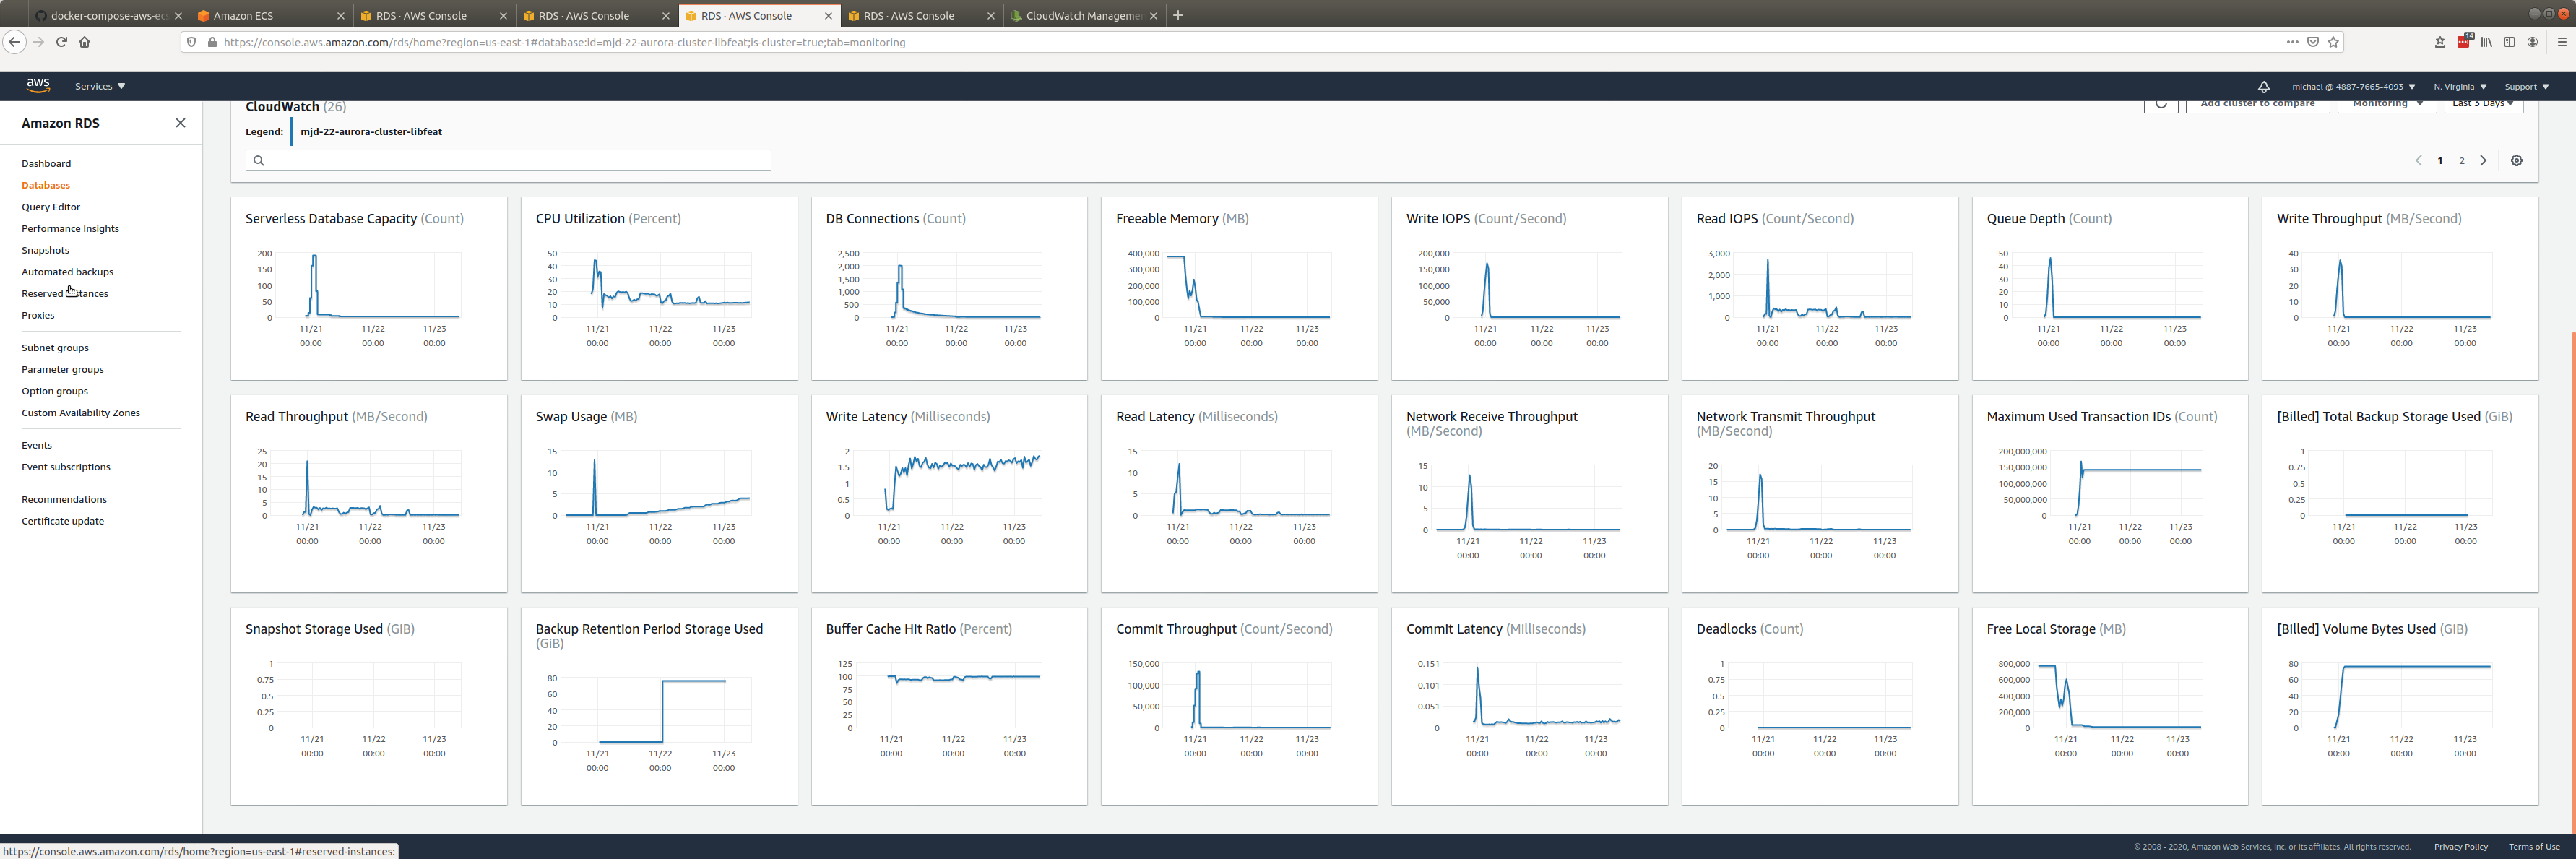 docker-compose-aws-ecs
Amazon ECS
RDS · AWS Console
RDS · AWS Console
RDS · AWS Console
RDS · AWS Console
CloudWatch Manageme
https://console.aws.amazon.com/rds/home?region=us-east-1#database:id=mjd-22-aurora-cluster-libfeat;is-cluster=true;tab=monitoring
14
aws
Services
michael @ 4887-7665-4093
N. Virginia
Support
Amazon RDS
Dashboard
Databases
Query Editor
Performance Insights
Snapshots
Automated backups
Reserved instances
Proxies
Subnet groups
Parameter groups
Option groups
Custom Availability Zones
Events
Event subscriptions
Recommendations
Certificate update
CloudWatch (26)
Add cluster to compare
Monitoring
Last 3 Days
Legend: mjd-22-aurora-cluster-libfeat
1 2
Serverless Database Capacity (Count)
200
150
100
50
0
11/21 11/22 11/23
00:00 00:00 00:00
CPU Utilization (Percent)
50
40
30
20
10
0
11/21 11/22 11/23
00:00 00:00 00:00
DB Connections (Count)
2,500
2,000
1,500
1,000
500
0
11/21 11/22 11/23
00:00 00:00 00:00
Freeable Memory (MB)
400,000
300,000
200,000
100,000
0
11/21 11/22 11/23
00:00 00:00 00:00
Write IOPS (Count/Second)
200,000
150,000
100,000
50,000
0
11/21 11/22 11/23
00:00 00:00 00:00
Read IOPS (Count/Second)
3,000
2,000
1,000
0
11/21 11/22 11/23
00:00 00:00 00:00
Queue Depth (Count)
50
40
30
20
10
0
11/21 11/22 11/23
00:00 00:00 00:00
Write Throughput (MB/Second)
40
30
20
10
0
11/21 11/22 11/23
00:00 00:00 00:00
Read Throughput (MB/Second)
25
20
15
10
5
0
11/21 11/22 11/23
00:00 00:00 00:00
Swap Usage (MB)
15
10
5
0
11/21 11/22 11/23
00:00 00:00 00:00
Write Latency (Milliseconds)
2
1.5
1
0.5
0
11/21 11/22 11/23
00:00 00:00 00:00
Read Latency (Milliseconds)
15
10
5
0
11/21 11/22 11/23
00:00 00:00 00:00
Network Receive Throughput
(MB/Second)
15
10
5
0
11/21 11/22 11/23
00:00 00:00 00:00
Network Transmit Throughput
(MB/Second)
20
15
10
5
0
11/21 11/22 11/23
00:00 00:00 00:00
Maximum Used Transaction IDs (Count)
200,000,000
150,000,000
100,000,000
50,000,000
0
11/21 11/22 11/23
00:00 00:00 00:00
[Billed] Total Backup Storage Used (GiB)
1
0.75
0.5
0.25
0
11/21 11/22 11/23
00:00 00:00 00:00
Snapshot Storage Used (GiB)
1
0.75
0.5
0.25
0
11/21 11/22 11/23
00:00 00:00 00:00
Backup Retention Period Storage Used
(GiB)
80
60
40
20
0
11/21 11/22 11/23
00:00 00:00 00:00
Buffer Cache Hit Ratio (Percent)
125
100
75
50
25
0
11/21 11/22 11/23
00:00 00:00 00:00
Commit Throughput (Count/Second)
150,000
100,000
50,000
0
11/21 11/22 11/23
00:00 00:00 00:00
Commit Latency (Milliseconds)
0.151
0.101
0.051
0
11/21 11/22 11/23
00:00 00:00 00:00
Deadlocks (Count)
1
0.75
0.5
0.25
0
11/21 11/22 11/23
00:00 00:00 00:00
Free Local Storage (MB)
800,000
600,000
400,000
200,000
0
11/21 11/22 11/23
00:00 00:00 00:00
[Billed] Volume Bytes Used (GiB)
80
60
40
20
0
11/21 11/22 11/23
00:00 00:00 00:00
https://console.aws.amazon.com/rds/home?region=us-east-1#reserved-instances:
© 2008 - 2020, Amazon Web Services, Inc. or its affiliates. All rights reserved.
Privacy Policy
Terms of Use